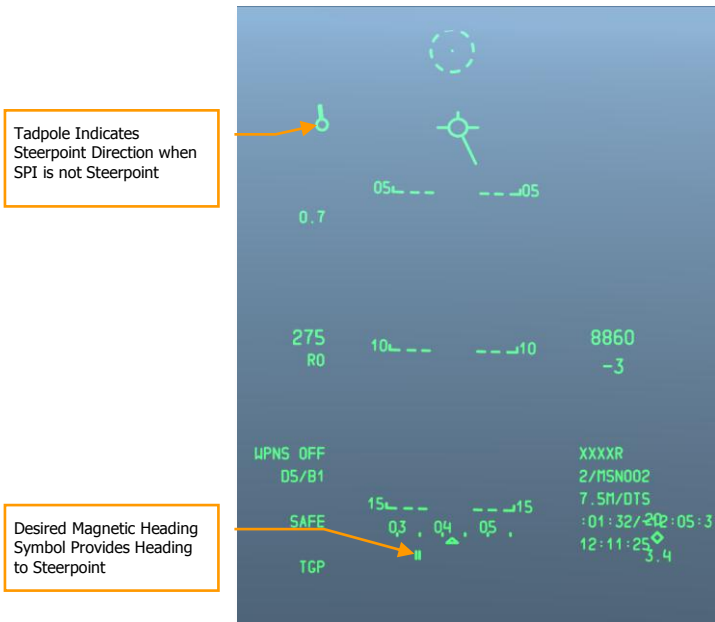 Tadpole Indicates
Steerpoint Direction when
SPI is not Steerpoint
05 05
0.7
275 10 10 8860
R0 -3
WPNS OFF XXXXR
D5/B1 2/MSN002
15 15 7.5M/DTS
SAFE 03 04 05
12:11:25
3.4
TGP
Desired Magnetic Heading
Symbol Provides Heading
to Steerpoint